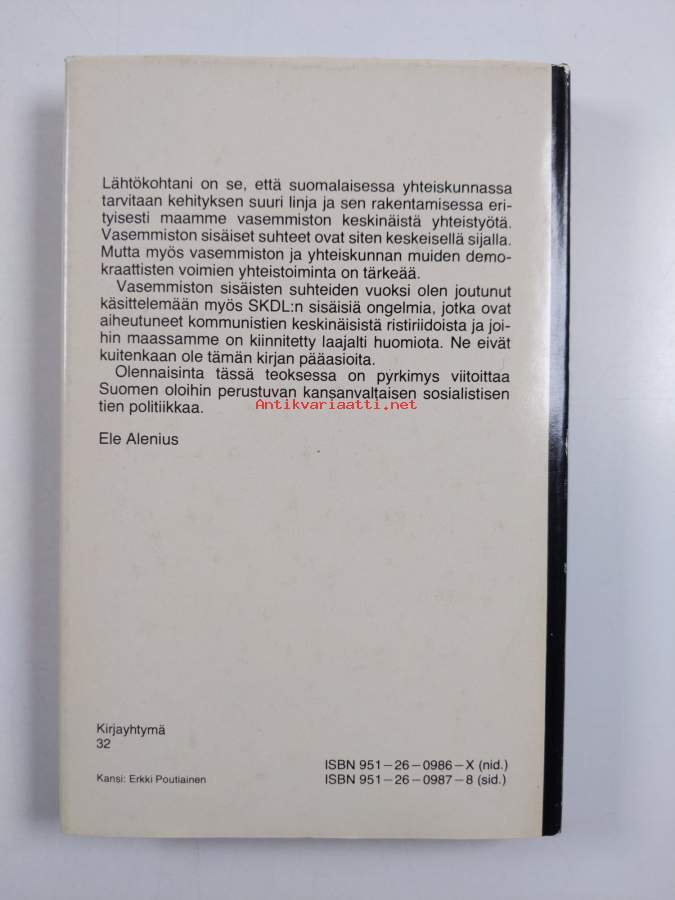 Lähtökohtani on se, että suomalaisessa yhteiskunnassa
tarvitaan kehityksen suuri linja ja sen rakentamisessa eri-
tyisesti maamme vasemmiston keskinäistä yhteistyötä.
Vasemmiston sisäiset suhteet ovat siten keskeisellä sijalla.
Mutta myös vasemmiston ja yhteiskunnan muiden demo-
kraattisten voimien yhteistoiminta on tärkeää.
Vasemmiston sisäisten suhteiden vuoksi olen joutunut
käsittelemään myös SKDL:n sisäisiä ongelmia, jotka ovat
aiheutuneet kommunistien keskinäisistä ristiriidoista ja joi-
hin maassamme on kiinnitetty laajalti huomiota. Ne eivät
kuitenkaan ole tämän kirjan pääasioita.
Olennaisinta tässä teoksessa on pyrkimys viitoittaa
Suomen oloihin perustuvan kansanvaltaisen sosialistisen
tien politiikkaa.
Antikvariaatti.net
Ele Alenius
Kirjayhtymä
32
Kansi: Erkki Poutiainen
ISBN 951–26–0986–X (nid.)
ISBN 951–26–0987–8 (sid.)